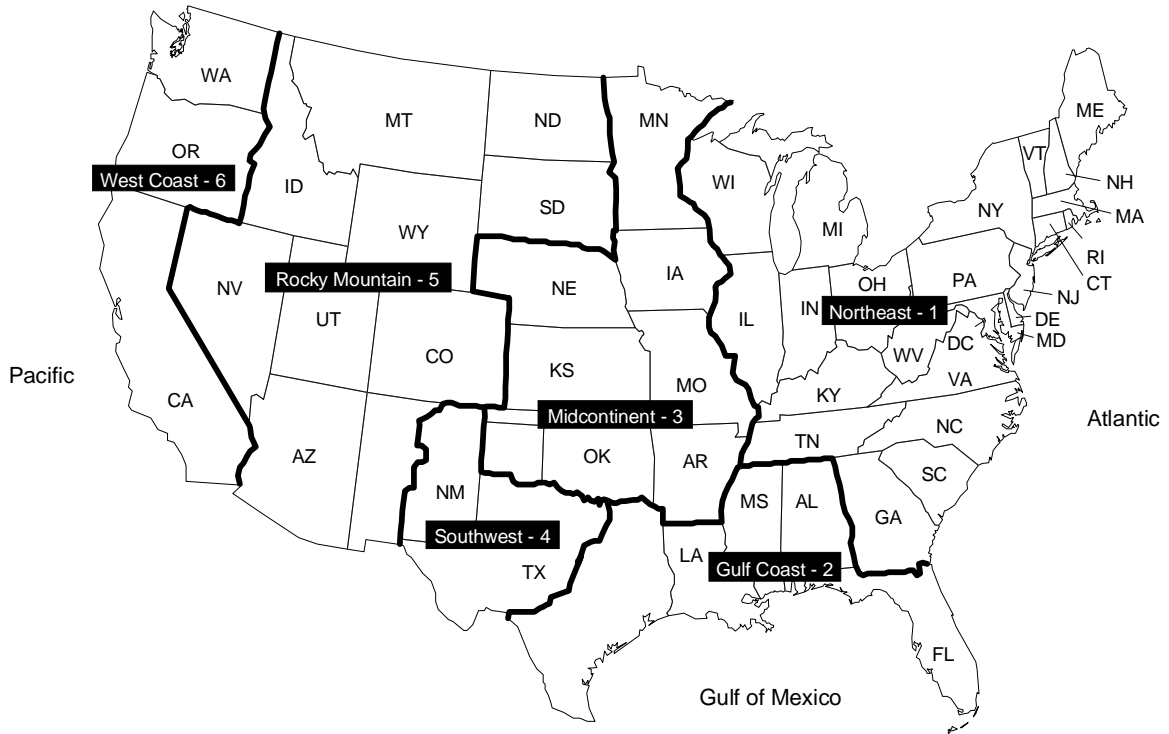 WA
MT
ND
MN
ME
OR
West Coast - 6
ID
SD
WI
MI
VT
NH
NY
MA
WY
RI
CT
Rocky Mountain - 5
NV
NE
IA
PA
NJ
OH
Northeast - 1
IL
IN
DE
MD
DC
UT
CO
KS
MO
WV
VA
KY
Pacific
CA
Midcontinent - 3
Atlantic
NC
TN
AZ
OK
AR
SC
NM
MS
AL
GA
Southwest - 4
LA
Gulf Coast - 2
TX
FL
Gulf of Mexico